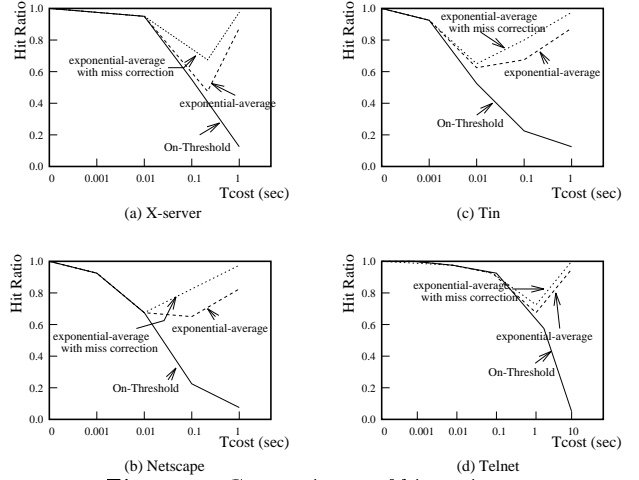 Hit Ratio
1.0
0.8
0.6
0.4
0.2
0.0
exponential-average
with miss correction
exponential-average
On-Threshold
0 0.001 0.01 0.1 1
Tcost (sec)
(a) X-server
Hit Ratio
1.0
0.8
0.6
0.4
0.2
0.0
exponential-average
with miss correction
exponential-average
On-Threshold
0 0.001 0.01 0.1 1
Tcost (sec)
(c) Tin
Hit Ratio
1.0
0.8
0.6
0.4
0.2
0.0
exponential-average
exponential-average
with miss correction
On-Threshold
0 0.001 0.01 0.1 1
Tcost (sec)
(b) Netscape
Hit Ratio
1.0
0.8
0.6
0.4
0.2
0.0
exponential-average
with miss correction
exponential-average
On-Threshold
0 0.001 0.01 0.1 1 10
Tcost (sec)
(d) Telnet